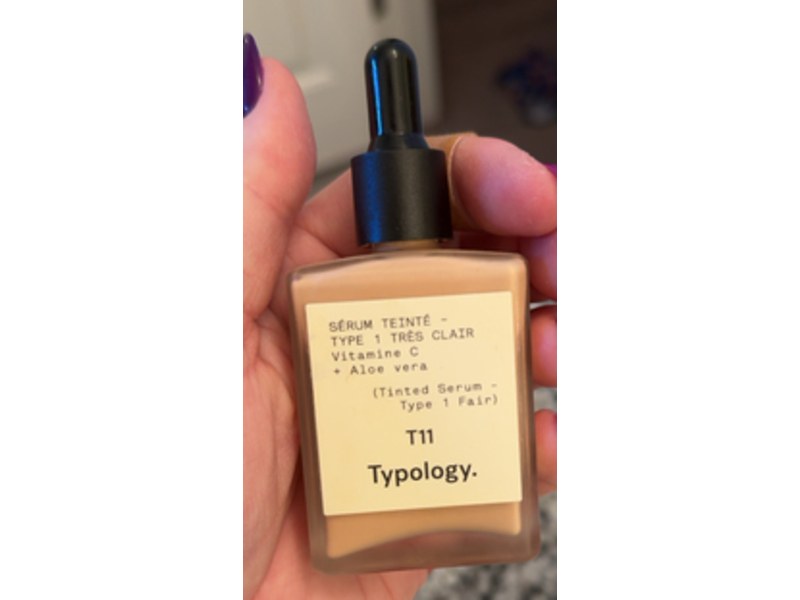 SÉRUM TEINTÉ -
TYPE 1 TRÈS CLAIR
Vitamine C
+ Aloe vera
(Tinted Serum -
Type 1 Fair)
T11
Typology.